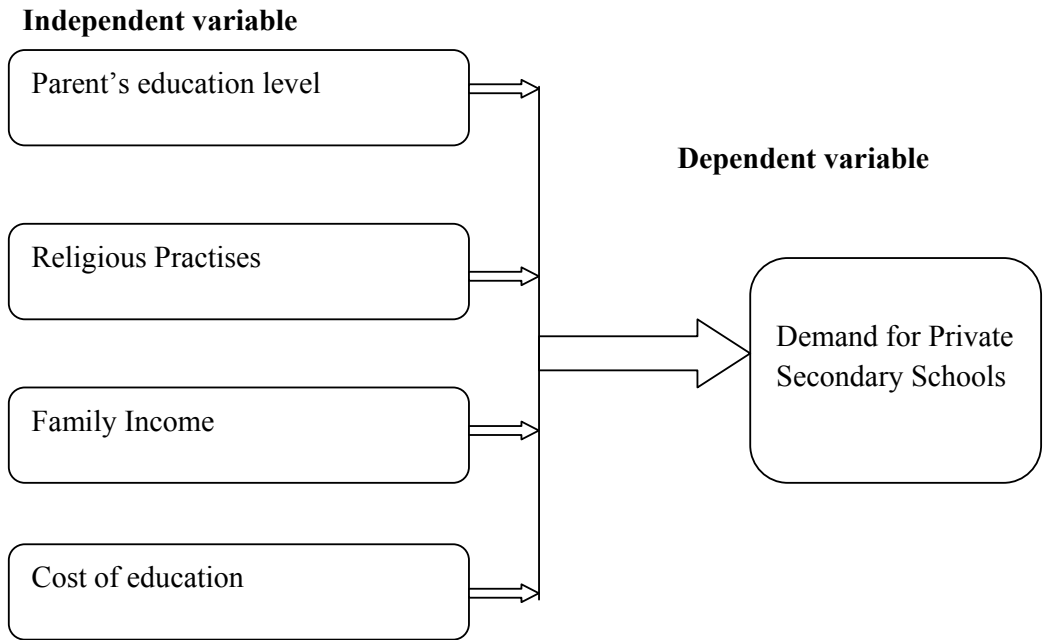 Independent variable
Parent’s education level
Religious Practises
Family Income
Cost of education
Dependent variable
Demand for Private
Secondary Schools